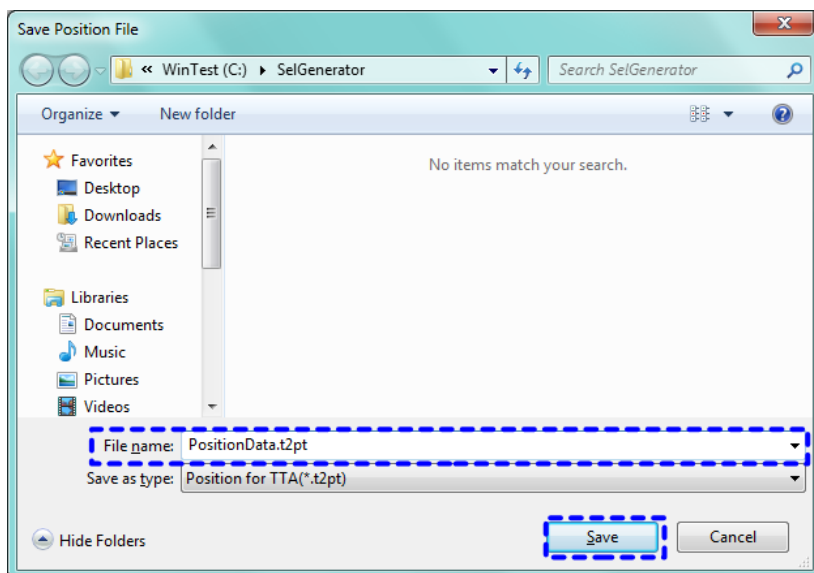 Save Position File
« WinTest (C:) ▸ SelGenerator
Search SelGenerator
Organize
New folder
Favorites
Desktop
Downloads
Recent Places
Libraries
Documents
Music
Pictures
Videos
No items match your search.
File name: PositionData.t2pt
Save as type: Position for TTA(*.t2pt)
Hide Folders
Save
Cancel